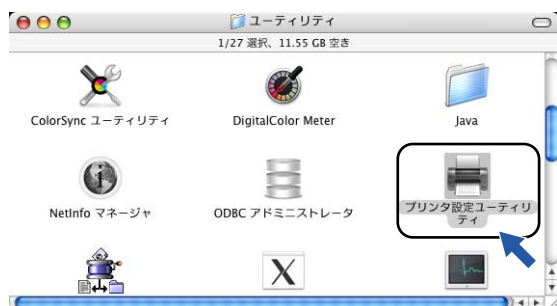 ユーティリティ
1/27 選択、11.55 GB 空き
ColorSync ユーティリティ
DigitalColor Meter
Java
NetInfo マネージャ
ODBC アドミニストレータ
プリンタ設定ユーティリ
ティ
X